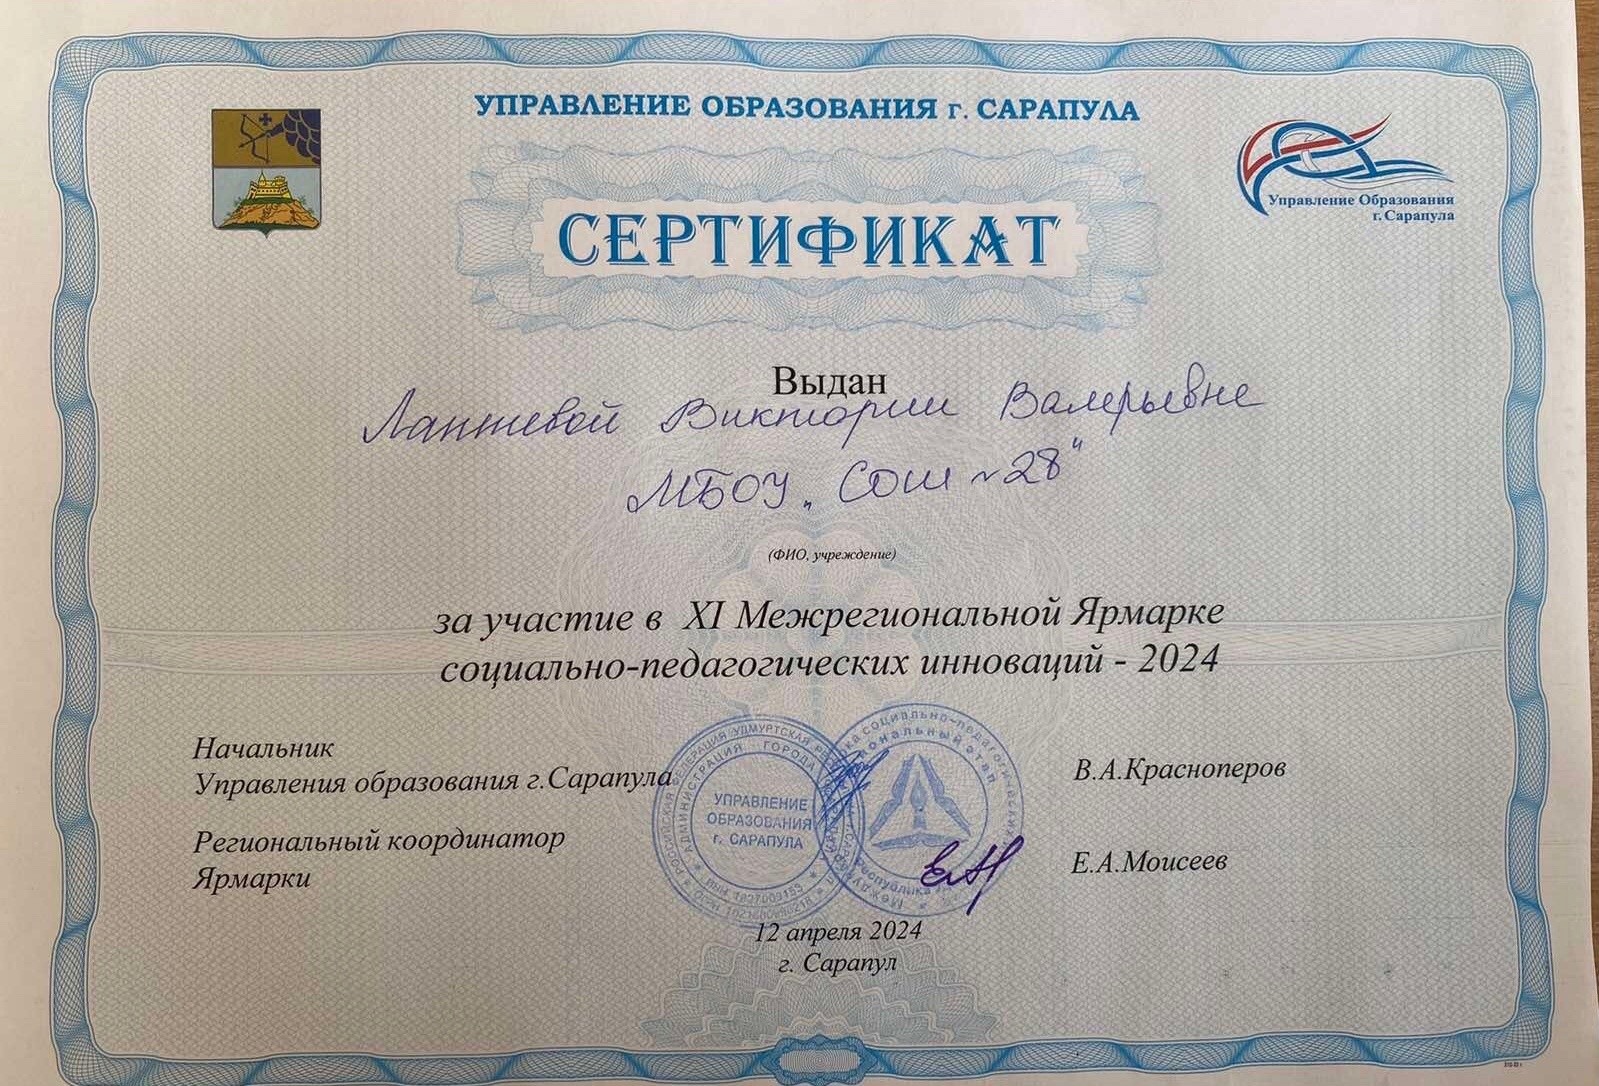 УПРАВЛЕНИЕ ОБРАЗОВАНИЯ г. САРАПУЛА
Управление Образования
г. Сарапула
СЕРТИФИКАТ
Выдан
Лаптевой Виктории Валерьевне
МБОУ „СОШ №28"
(ФИО, учреждение)
за участие в XI Межрегиональной Ярмарке
социально-педагогических инноваций - 2024
Начальник
Управления образования г.Сарапула
В.А.Красноперов
УПРАВЛЕНИЕ
ОБРАЗОВАНИЯ
г. САРАПУЛА
Региональный координатор
Ярмарки
Е.А.Моисеев
12 апреля 2024
г. Сарапул